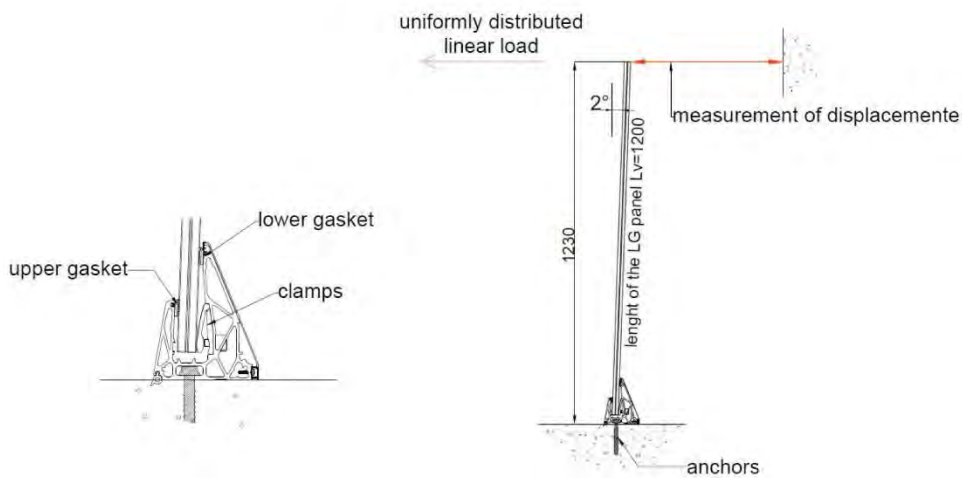 uniformly distributed
linear load
2°
measurement of displacemente
lenght of the LG panel Lv=1200
1230
lower gasket
upper gasket
clamps
anchors